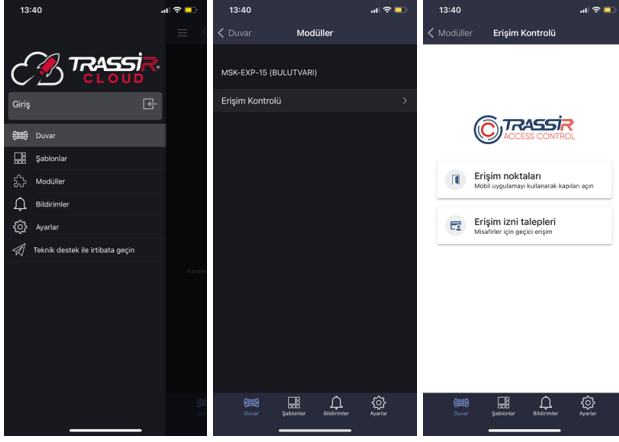 13:40
TRASSIR
CLOUD
Giriş
Duvar
Şablonlar
Modüller
Bildirimler
Ayarlar
Teknik destek ile irtibata geçin
13:40
Duvar
Modüller
MSK-EXP-15 (BULUTVARI)
Erişim Kontrolü
Duvar
Şablonlar
Bildirimler
Ayarlar
13:40
Modüller
Erişim Kontrolü
TRASSIR
ACCESS CONTROL
Erişim noktaları
Mobil uygulamayı kullanarak kapıları açın
Erişim izni talepleri
Misafirler için geçici erişim
Duvar
Şablonlar
Bildirimler
Ayarlar